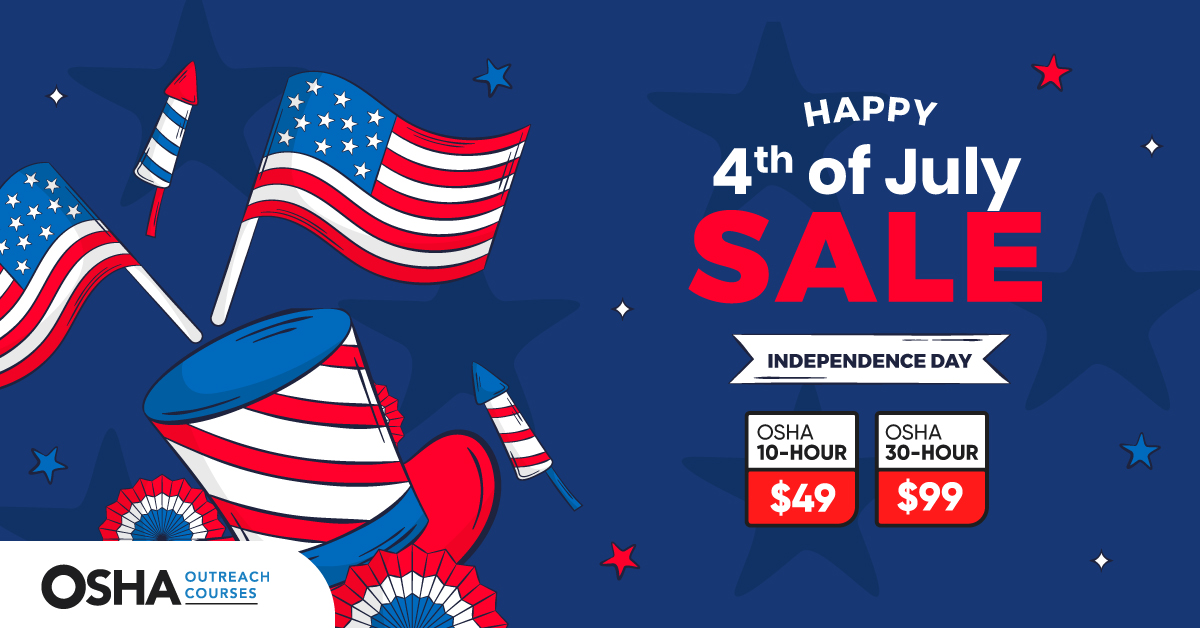 HAPPY
4th of July
SALE
INDEPENDENCE DAY
OSHA
10-HOUR
$49
OSHA
30-HOUR
$99
OSHA OUTREACH
COURSES